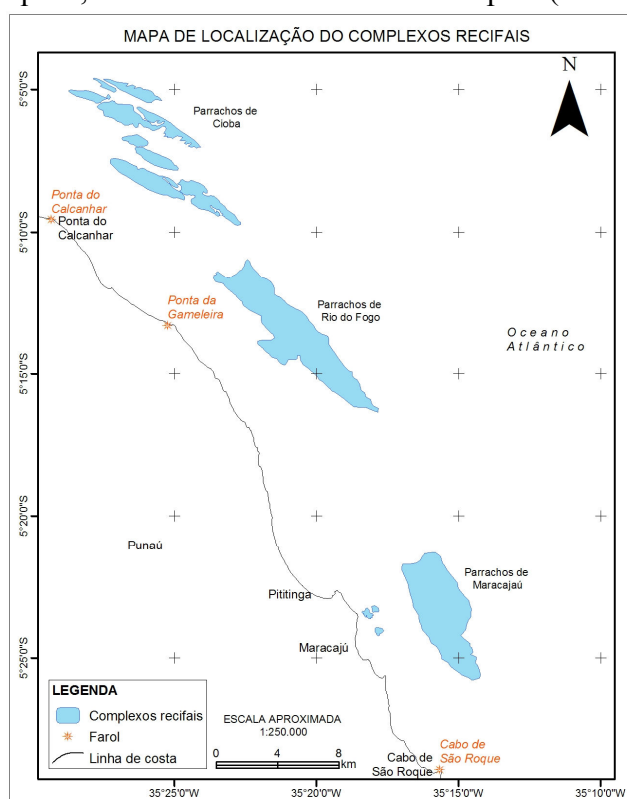 MAPA DE LOCALIZAÇÃO DO COMPLEXOS RECIFAIS
N
5°5'0"S
5°10'0"S
5°15'0"S
5°20'0"S
5°25'0"S
Parrachos de
Cioba
Ponta do
Calcanhar
Ponta do
Calcanhar
Ponta da
Gameleira
Parrachos de
Rio do Fogo
Oceano
Atlântico
Punaú
Pititinga
Parrachos de
Maracajaú
Maracajú
LEGENDA
Complexos recifais
Farol
Linha de costa
ESCALA APROXIMADA
1:250.000
0 4 8
km
Cabo de
São Roque
Cabo de
São Roque
35°25'0"W 35°20'0"W 35°15'0"W 35°10'0"W